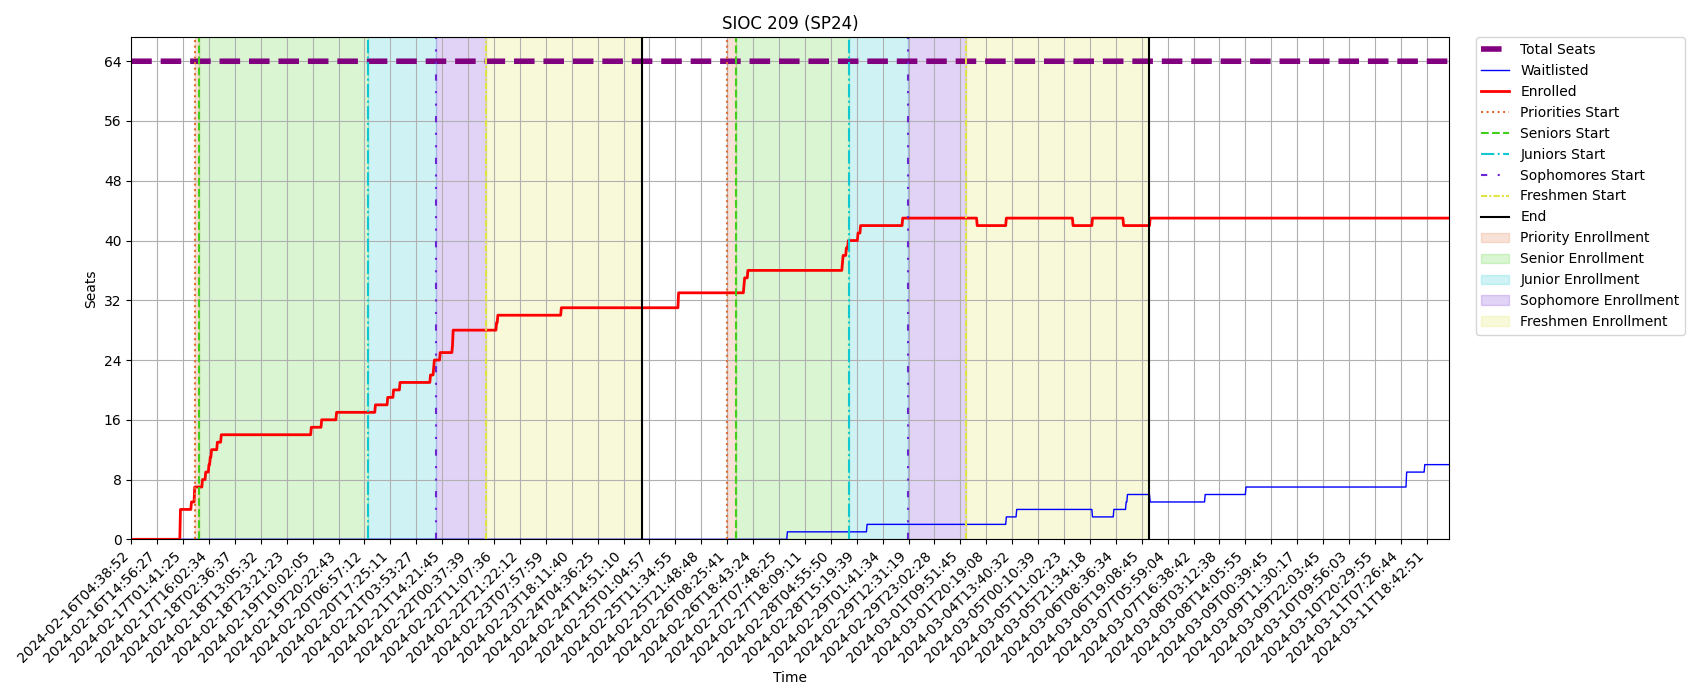 SIOC 209 (SP24)
Total Seats
Waitlisted
Enrolled
Priorities Start
Seniors Start
Juniors Start
Sophomores Start
Freshmen Start
End
Priority Enrollment
Senior Enrollment
Junior Enrollment
Sophomore Enrollment
Freshmen Enrollment
Seats
64
56
48
40
32
24
16
8
0
2024-02-16T04:38:52
2024-02-16T14:56:27
2024-02-17T01:41:25
2024-02-17T16:02:34
2024-02-18T02:36:37
2024-02-18T13:05:32
2024-02-18T23:21:23
2024-02-19T10:02:05
2024-02-19T20:22:43
2024-02-20T06:57:12
2024-02-20T17:25:11
2024-02-21T03:53:27
2024-02-21T14:21:45
2024-02-22T00:37:39
2024-02-22T11:07:36
2024-02-22T21:22:12
2024-02-23T07:57:59
2024-02-23T18:11:40
2024-02-24T04:36:25
2024-02-24T14:51:10
2024-02-25T01:04:57
2024-02-25T11:34:55
2024-02-25T21:48:48
2024-02-26T08:25:41
2024-02-26T18:43:24
2024-02-27T07:48:25
2024-02-27T18:09:11
2024-02-28T04:55:50
2024-02-28T15:19:39
2024-02-29T01:41:34
2024-02-29T12:31:19
2024-02-29T23:02:28
2024-03-01T09:51:45
2024-03-01T20:19:08
2024-03-04T13:40:32
2024-03-05T00:10:39
2024-03-05T11:02:23
2024-03-05T21:34:18
2024-03-06T08:36:34
2024-03-06T19:08:45
2024-03-07T05:59:04
2024-03-07T16:38:42
2024-03-08T03:12:38
2024-03-08T14:05:55
2024-03-09T00:39:45
2024-03-09T11:30:17
2024-03-09T22:03:45
2024-03-10T09:56:03
2024-03-10T20:29:55
2024-03-11T07:26:44
2024-03-11T18:42:51
Time